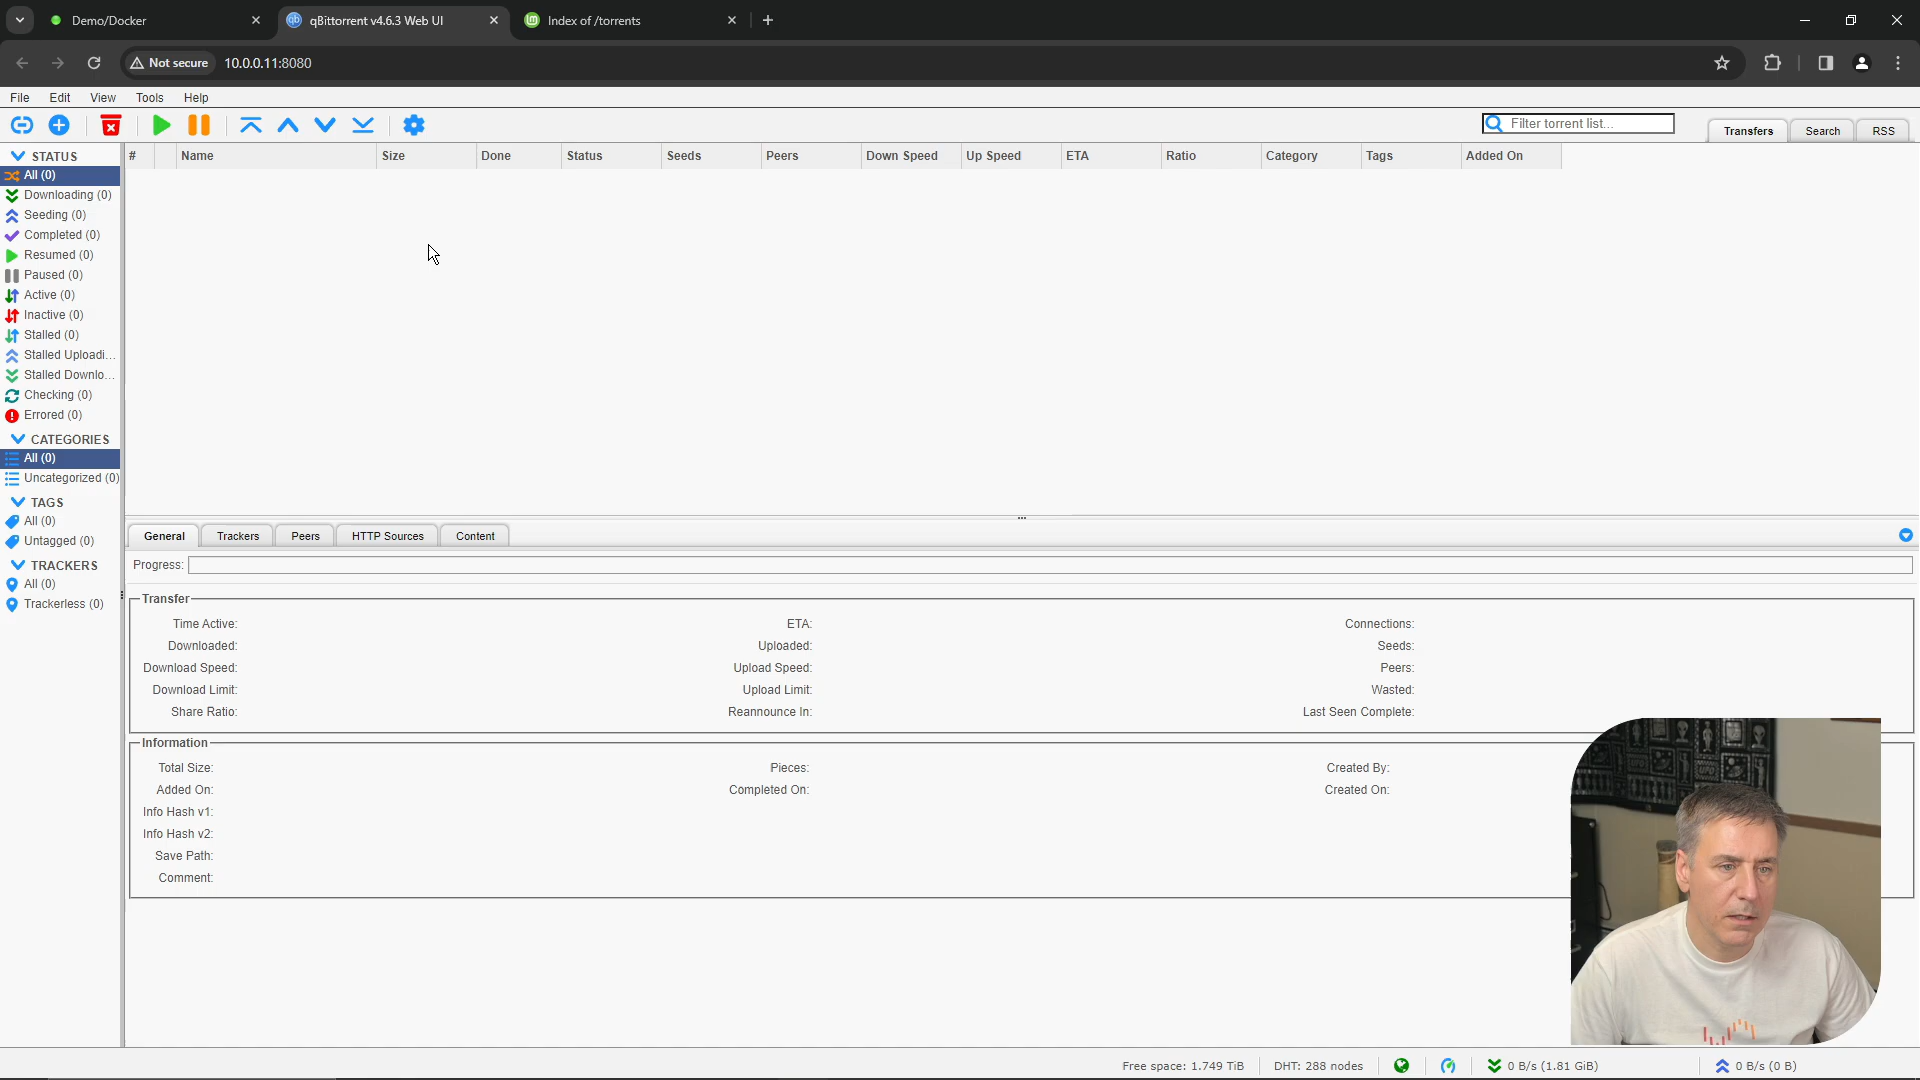 Demo/Docker
qBittorrent v4.6.3 Web UI
Index of /torrents
Not secure
10.0.0.11:8080
File
Edit
View
Tools
Help
Filter torrent list...
Transfers
Search
RSS
STATUS
All (0)
Downloading (0)
Seeding (0)
Completed (0)
Resumed (0)
Paused (0)
Active (0)
Inactive (0)
Stalled (0)
Stalled Uploadi...
Stalled Downlo...
Checking (0)
Errored (0)
CATEGORIES
All (0)
Uncategorized (0)
TAGS
All (0)
Untagged (0)
TRACKERS
All (0)
Trackerless (0)
# Name Size Done Status Seeds Peers Down Speed Up Speed ETA Ratio Category Tags Added On
General
Trackers
Peers
HTTP Sources
Content
Progress:
Transfer
Time Active: ETA: Connections:
Downloaded: Uploaded: Seeds:
Download Speed: Upload Speed: Peers:
Download Limit: Upload Limit: Wasted:
Share Ratio: Reannounce In: Last Seen Complete:
Information
Total Size: Pieces: Created By:
Added On: Completed On: Created On:
Info Hash v1:
Info Hash v2:
Save Path:
Comment:
Free space: 1.749 TiB
DHT: 288 nodes
0 B/s (1.81 GiB)
0 B/s (0 B)